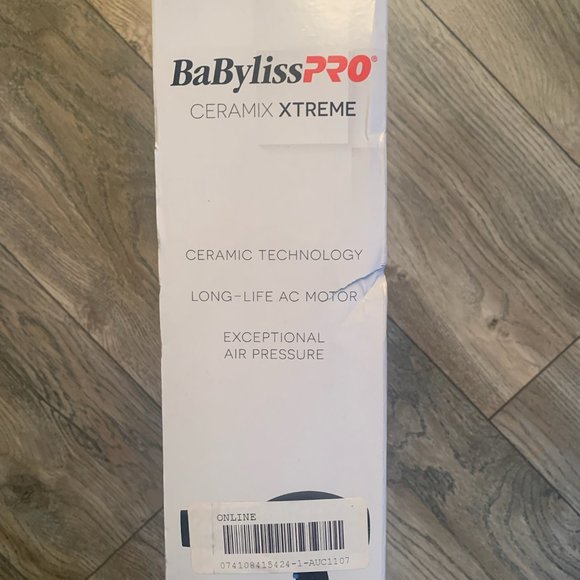 BaBylissPRO®
CERAMIX XTREME
CERAMIC TECHNOLOGY
LONG-LIFE AC MOTOR
EXCEPTIONAL
AIR PRESSURE
ONLINE
074108415424-1-AUC1107